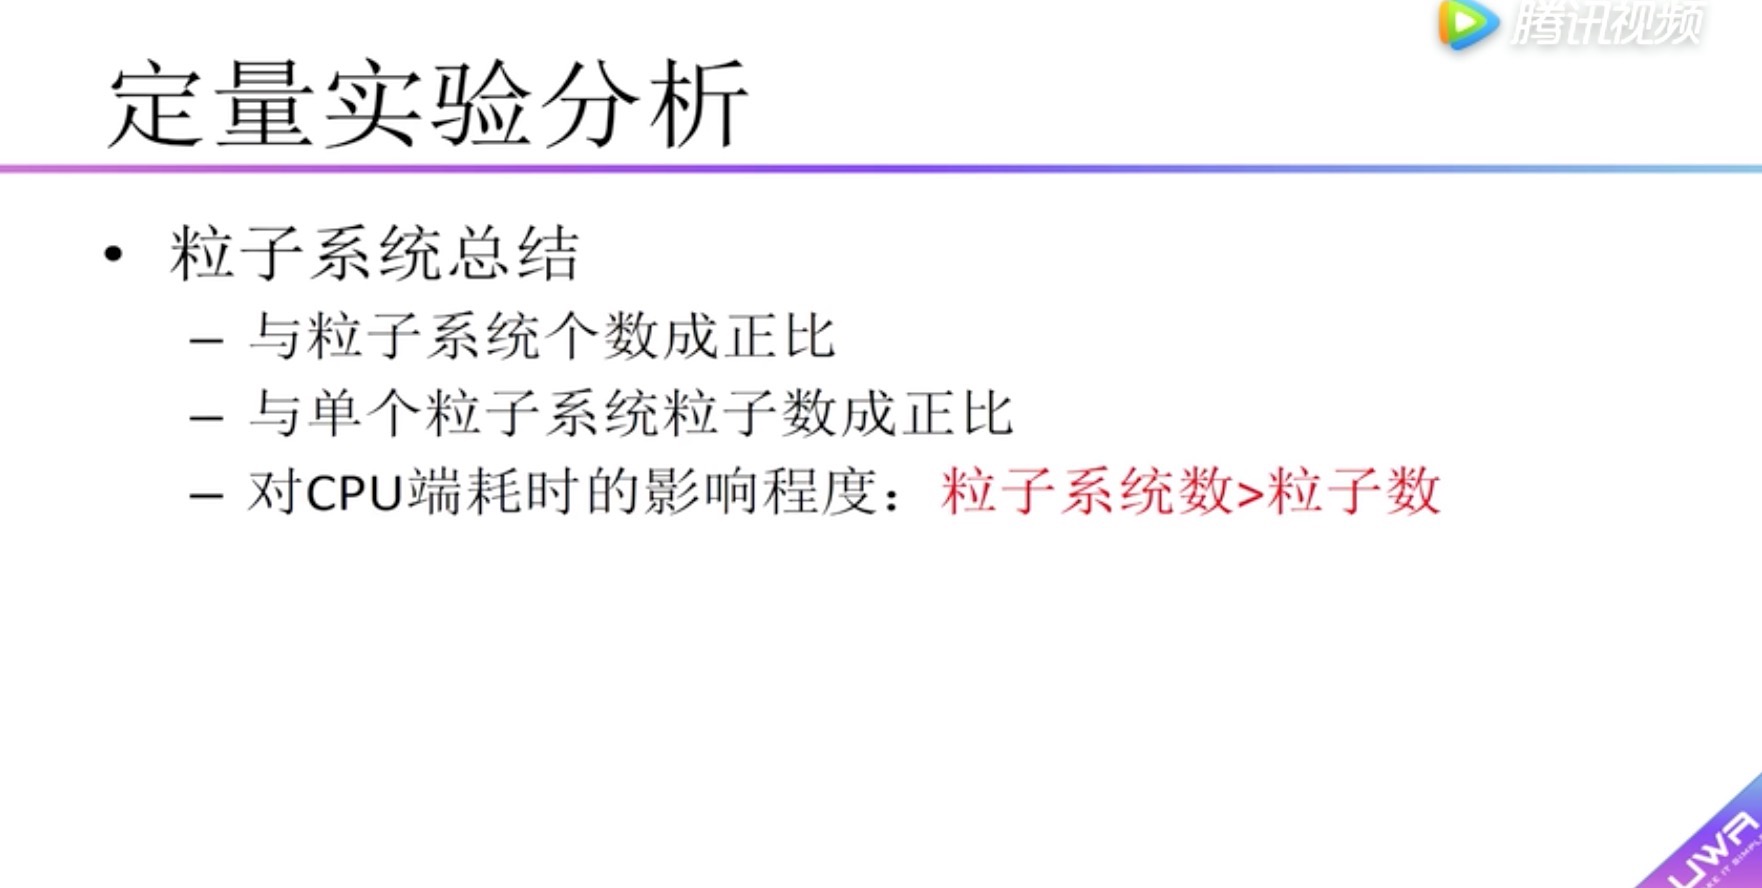 腾讯视频
定量实验分析
• 粒子系统总结
– 与粒子系统个数成正比
– 与单个粒子系统粒子数成正比
– 对CPU端耗时的影响程度：粒子系统数>粒子数
UWA